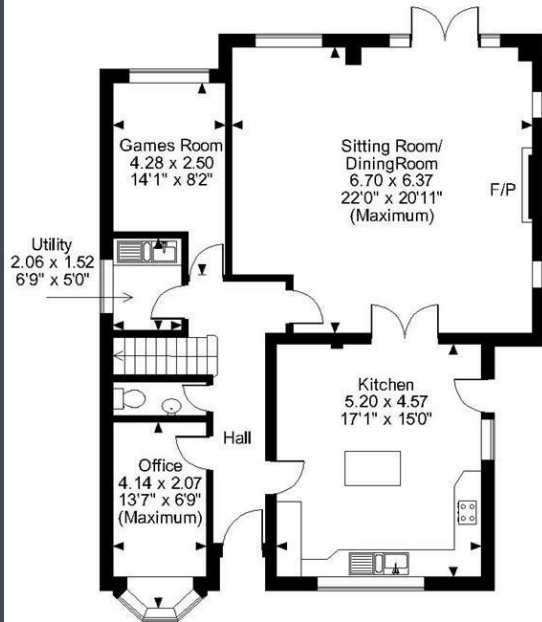 Games Room
4.28 x 2.50
14'1" x 8'2"
Sitting Room/
DiningRoom
6.70 x 6.37
22'0" x 20'11"
(Maximum)
F/P
Utility
2.06 x 1.52
6'9" x 5'0"
Kitchen
5.20 x 4.57
17'1" x 15'0"
Hall
Office
4.14 x 2.07
13'7" x 6'9"
(Maximum)